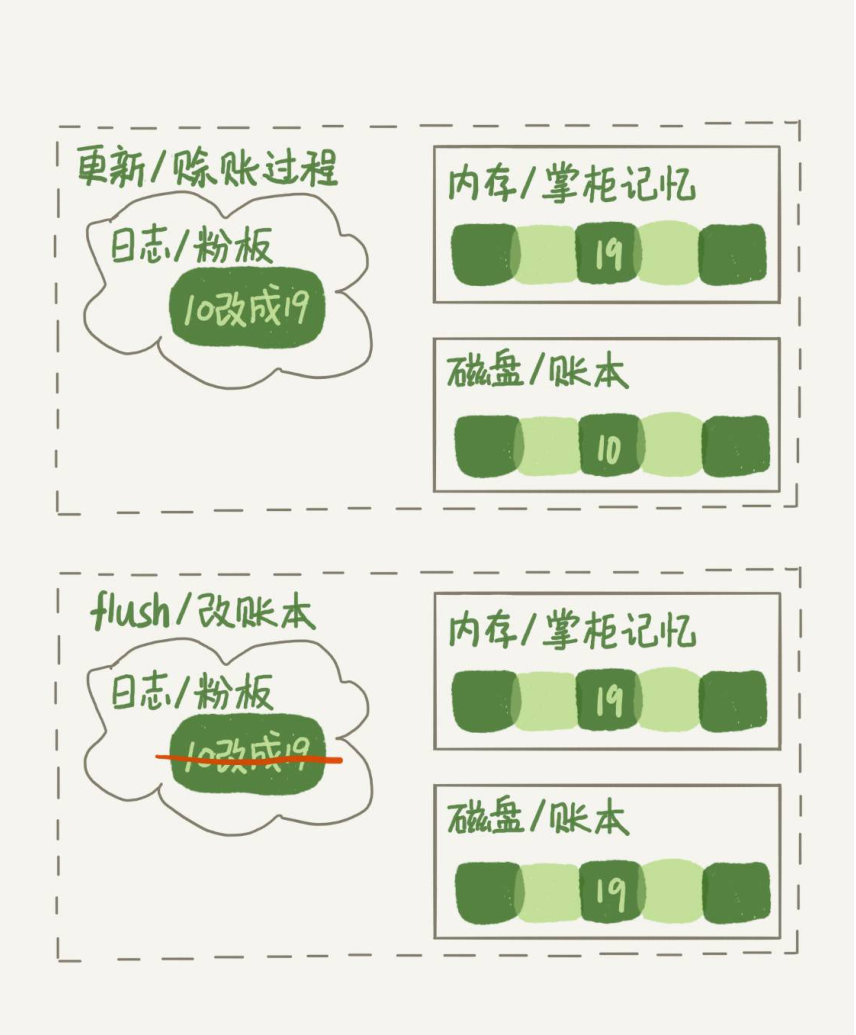 更新/赊账过程
日志/粉板
10改成19
内存/掌柜记忆
19
磁盘/账本
10
flush/改账本
日志/粉板
10改成19
内存/掌柜记忆
19
磁盘/账本
19